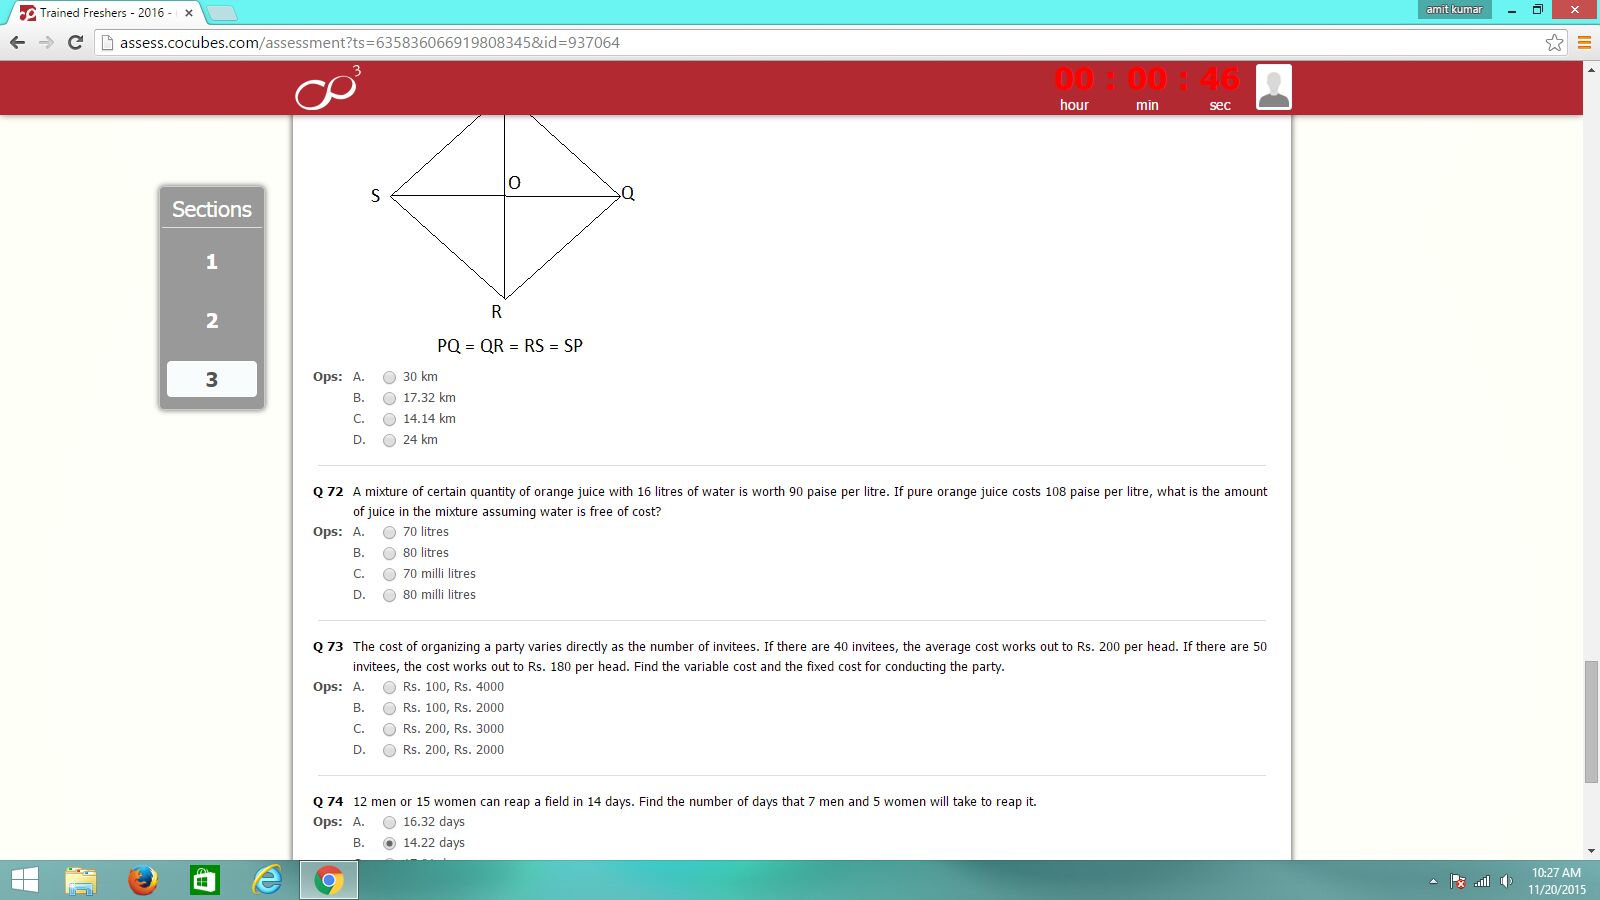 Trained Freshers - 2016 -
amit kumar
assess.cocubes.com/assessment?ts=635836066919808345&id=937064
3
00 : 00 : 46
hour min sec
Sections
1
2
3
S
O
Q
R
PQ = QR = RS = SP
Ops: A. 30 km
B. 17.32 km
C. 14.14 km
D. 24 km
Q 72 A mixture of certain quantity of orange juice with 16 litres of water is worth 90 paise per litre. If pure orange juice costs 108 paise per litre, what is the amount
of juice in the mixture assuming water is free of cost?
Ops: A. 70 litres
B. 80 litres
C. 70 milli litres
D. 80 milli litres
Q 73 The cost of organizing a party varies directly as the number of invitees. If there are 40 invitees, the average cost works out to Rs. 200 per head. If there are 50
invitees, the cost works out to Rs. 180 per head. Find the variable cost and the fixed cost for conducting the party.
Ops: A. Rs. 100, Rs. 4000
B. Rs. 100, Rs. 2000
C. Rs. 200, Rs. 3000
D. Rs. 200, Rs. 2000
Q 74 12 men or 15 women can reap a field in 14 days. Find the number of days that 7 men and 5 women will take to reap it.
Ops: A. 16.32 days
B. 14.22 days
10:27 AM
11/20/2015